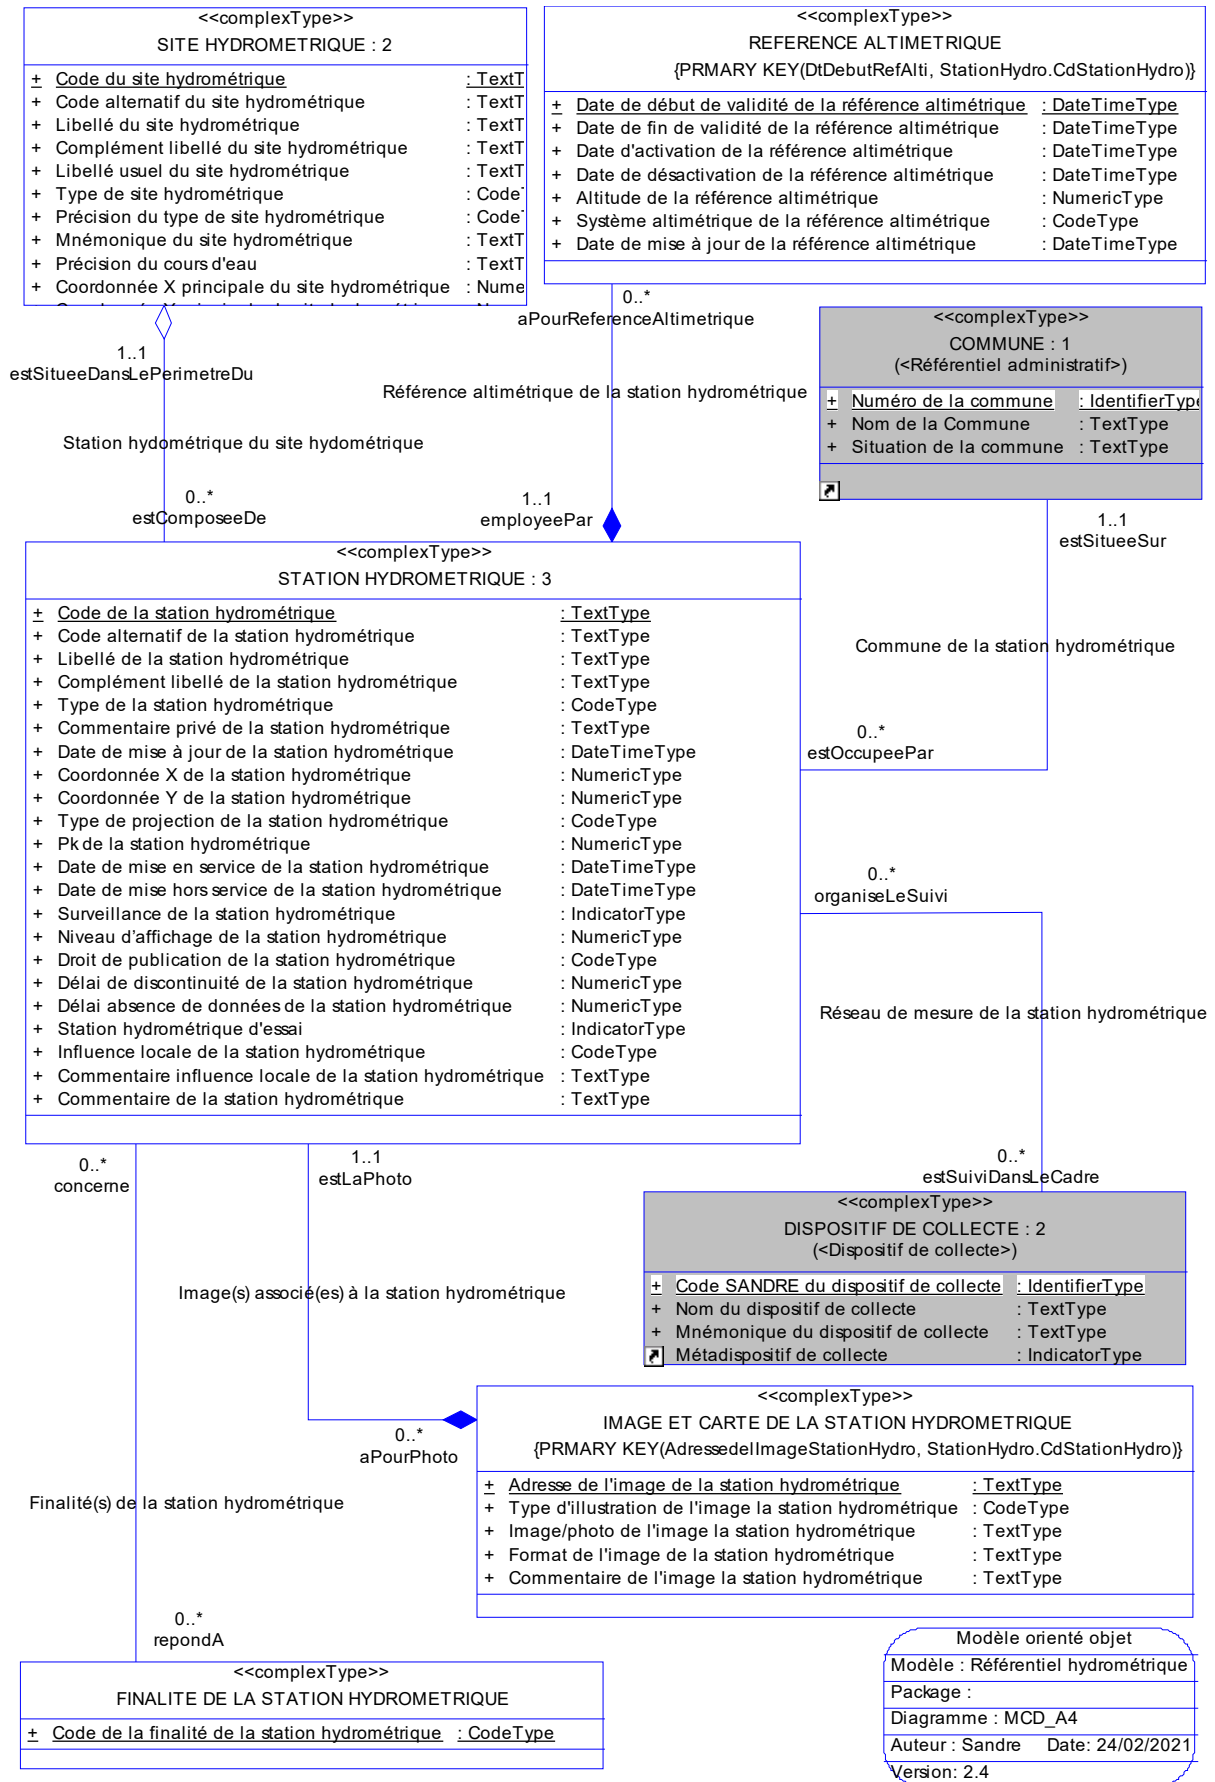 <<complexType>>
SITE HYDROMETRIQUE : 2
+ Code du site hydrométrique : TextT
+ Code alternatif du site hydrométrique : TextT
+ Libellé du site hydrométrique : TextT
+ Complément libellé du site hydrométrique : TextT
+ Libellé usuel du site hydrométrique : TextT
+ Type de site hydrométrique : Code
+ Précision du type de site hydrométrique : Code
+ Mnémonique du site hydrométrique : TextT
+ Précision du cours d'eau : TextT
+ Coordonnée X principale du site hydrométrique : Nume
<<complexType>>
REFERENCE ALTIMETRIQUE
{PRMARY KEY(DtDebutRefAlti, StationHydro.CdStationHydro)}
+ Date de début de validité de la référence altimétrique : DateTimeType
+ Date de fin de validité de la référence altimétrique : DateTimeType
+ Date d'activation de la référence altimétrique : DateTimeType
+ Date de désactivation de la référence altimétrique : DateTimeType
+ Altitude de la référence altimétrique : NumericType
+ Système altimétrique de la référence altimétrique : CodeType
+ Date de mise à jour de la référence altimétrique : DateTimeType
0..*
aPourReferenceAltimetrique
<<complexType>>
COMMUNE : 1
(<Référentiel administratif>)
+ Numéro de la commune : IdentifierType
+ Nom de la Commune : TextType
+ Situation de la commune : TextType
1..1
estSitueeDansLePerimetreDu
Référence altimétrique de la station hydrométrique
Station hydométrique du site hydométrique
0..*
estComposeeDe
1..1
employeePar
1..1
estSitueeSur
<<complexType>>
STATION HYDROMETRIQUE : 3
+ Code de la station hydrométrique : TextType
+ Code alternatif de la station hydrométrique : TextType
+ Libellé de la station hydrométrique : TextType
+ Complément libellé de la station hydrométrique : TextType
+ Type de la station hydrométrique : CodeType
+ Commentaire privé de la station hydrométrique : TextType
+ Date de mise à jour de la station hydrométrique : DateTimeType
+ Coordonnée X de la station hydrométrique : NumericType
+ Coordonnée Y de la station hydrométrique : NumericType
+ Type de projection de la station hydrométrique : CodeType
+ Pk de la station hydrométrique : NumericType
+ Date de mise en service de la station hydrométrique : DateTimeType
+ Date de mise hors service de la station hydrométrique : DateTimeType
+ Surveillance de la station hydrométrique : IndicatorType
+ Niveau d'affichage de la station hydrométrique : NumericType
+ Droit de publication de la station hydrométrique : CodeType
+ Délai de discontinuité de la station hydrométrique : NumericType
+ Délai absence de données de la station hydrométrique : NumericType
+ Station hydrométrique d'essai : IndicatorType
+ Influence locale de la station hydrométrique : CodeType
+ Commentaire influence locale de la station hydrométrique : TextType
+ Commentaire de la station hydrométrique : TextType
Commune de la station hydrométrique
0..*
estOccupeePar
0..*
organiseLeSuivi
Réseau de mesure de la station hydrométrique
0..*
estSuiviDansLeCadre
0..*
concerne
1..1
estLaPhoto
<<complexType>>
DISPOSITIF DE COLLECTE : 2
(<Dispositif de collecte>)
+ Code SANDRE du dispositif de collecte : IdentifierType
+ Nom du dispositif de collecte : TextType
+ Mnémonique du dispositif de collecte : TextType
Métadispositif de collecte : IndicatorType
Image(s) associé(es) à la station hydrométrique
0..*
aPourPhoto
<<complexType>>
IMAGE ET CARTE DE LA STATION HYDROMETRIQUE
{PRMARY KEY(AdressedelImageStationHydro, StationHydro.CdStationHydro)}
+ Adresse de l'image de la station hydrométrique : TextType
+ Type d'illustration de l'image la station hydrométrique : CodeType
+ Image/photo de l'image la station hydrométrique : TextType
+ Format de l'image de la station hydrométrique : TextType
+ Commentaire de l'image la station hydrométrique : TextType
Finalité(s) de la station hydrométrique
0..*
repondA
<<complexType>>
FINALITE DE LA STATION HYDROMETRIQUE
+ Code de la finalité de la station hydrométrique : CodeType
Modèle orienté objet
Modèle : Référentiel hydrométrique
Package :
Diagramme : MCD_A4
Auteur : Sandre Date: 24/02/2021
Version: 2.4